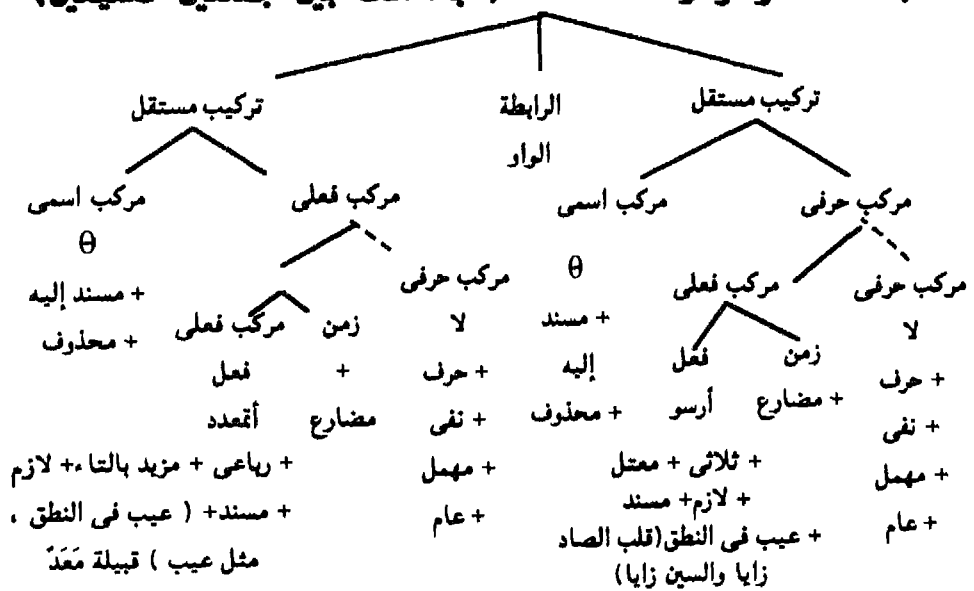 تركيب مستقل الرابطة تركيب مستقل
الواو
مركب حرفى مركب اسمى مركب فعلى مركب اسمى
θ
مركب حرفى مركب فعلى θ مركب حرفى + مسند إليه
لا زمن فعل + مسند لا زمن مركب فعلى + محذوف
+ حرف + مضارع أرسو إليه + حرف + فعل
+ نفى + محذوف + نفى مضارع أتمعدد
+ مهمل + ثلاثى + معتل + مهمل + رباعى + مزيد بالتاء+ لازم
+ عام + لازم+ مسند + عام + مسند+ ( عيب فى النطق ،
+ عيب فى النطق(قلب الصاد مثل عيب ) قبيلة مَعَدّ
زايا والسين زايا)